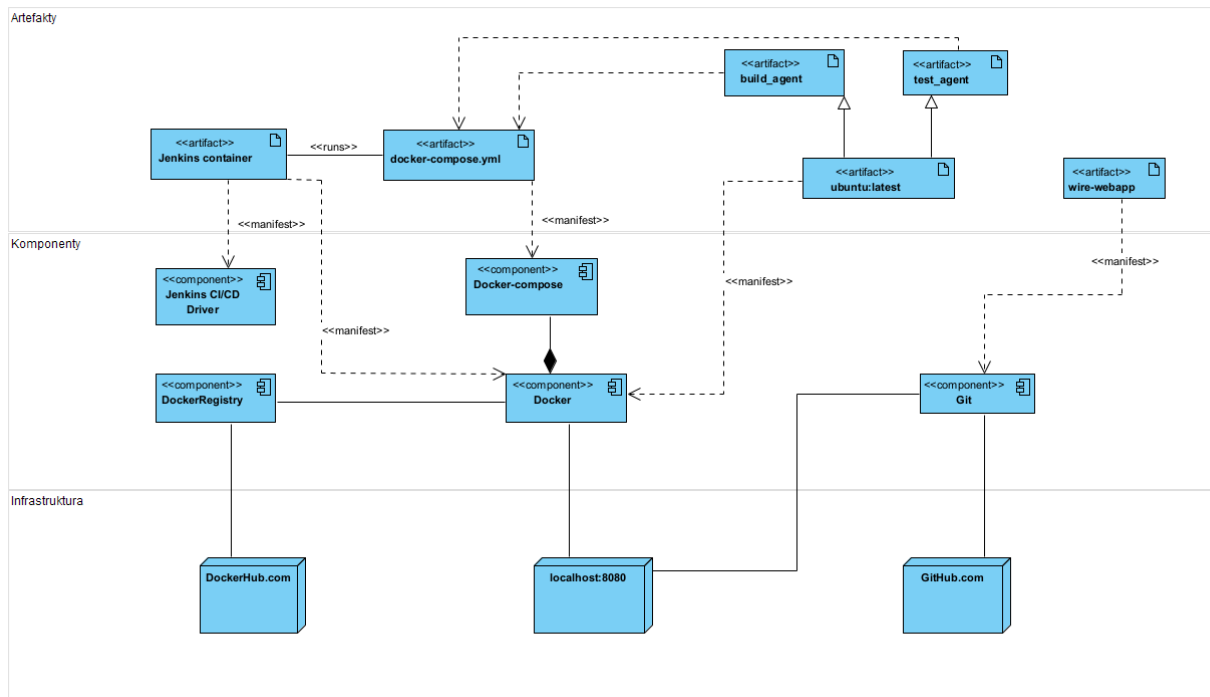 Artefakty
<<artifact>>
build_agent
<<artifact>>
test_agent
<<artifact>>
Jenkins container
<<runs>>
<<artifact>>
docker-compose.yml
<<artifact>>
ubuntu:latest
<<artifact>>
wire-webapp
<<manifest>>
<<manifest>>
Komponenty
<<component>>
Jenkins CI/CD
Driver
<<component>>
Docker-compose
<<manifest>>
<<manifest>>
<<manifest>>
<<component>>
DockerRegistry
<<component>>
Docker
<<component>>
Git
Infrastruktura
DockerHub.com
localhost:8080
GitHub.com